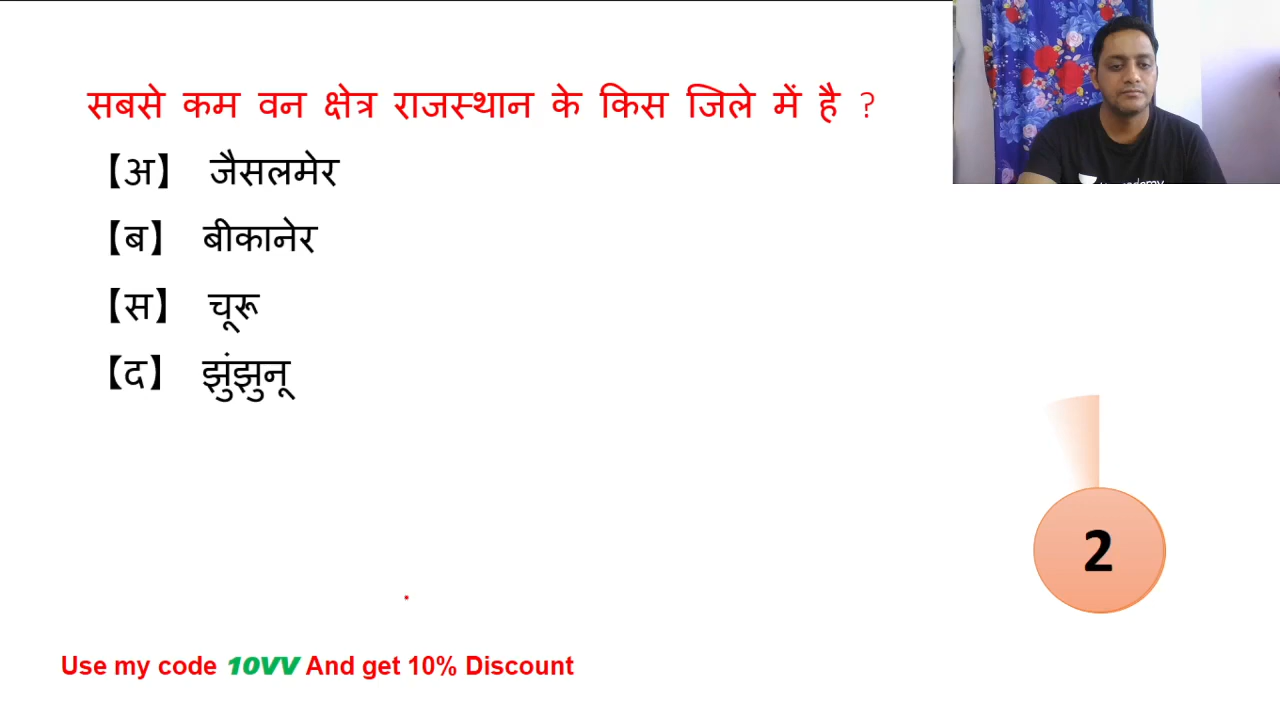 सबसे कम वन क्षेत्र राजस्थान के किस जिले में है ?
【अ】 जैसलमेर
【ब】 बीकानेर
【स】 चूरू
【द】 झुंझुनू
2
Use my code 10VV And get 10% Discount